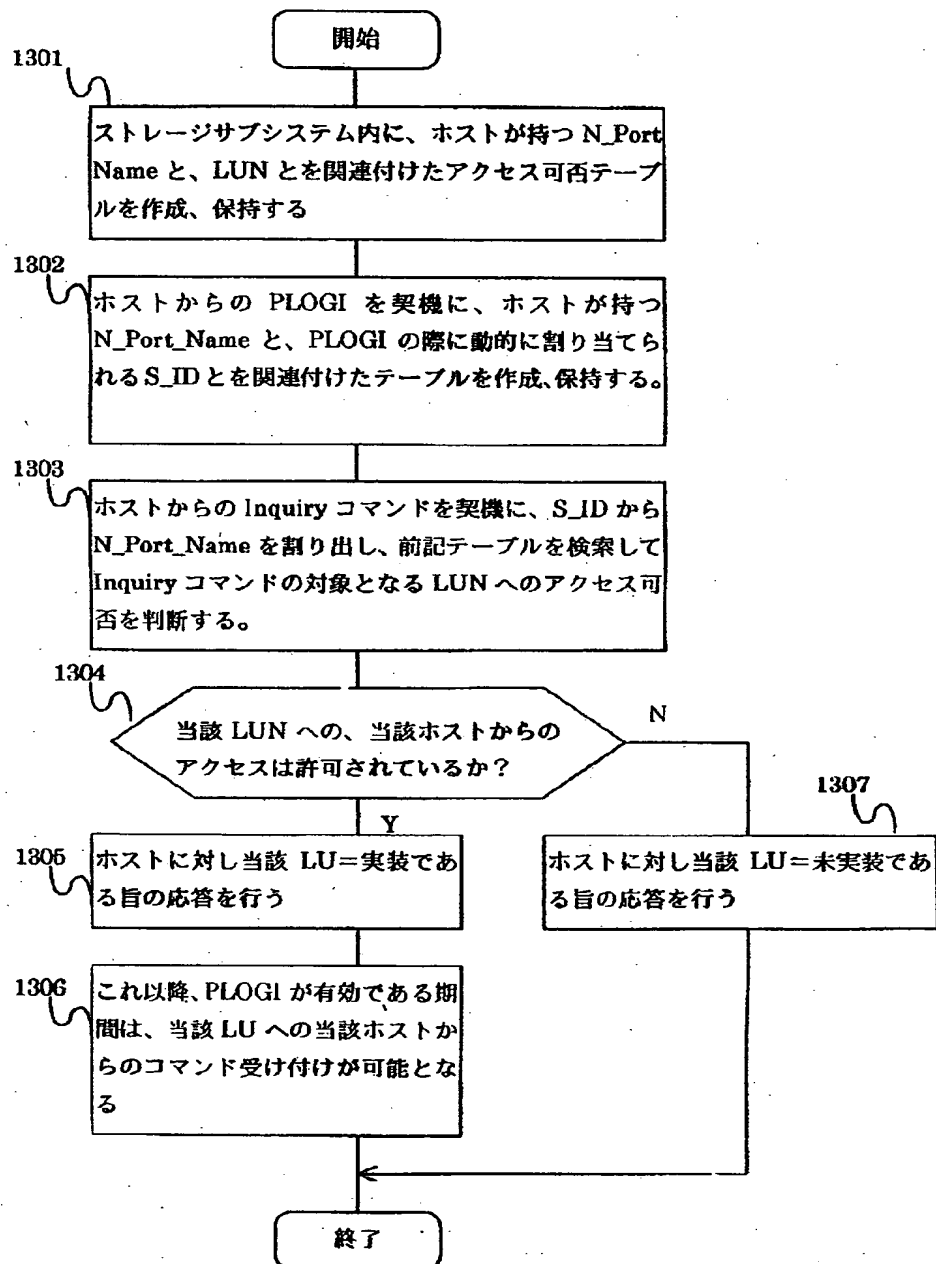 開始
1301
ストレージサブシステム内に、ホストが持つ N_Port
Name と、LUN とを関連付けたアクセス可否テーブ
ルを作成、保持する
1302
ホストからの PLOGI を契機に、ホストが持つ
N_Port_Name と、PLOGI の際に動的に割り当てら
れる S_ID とを関連付けたテーブルを作成、保持する。
1303
ホストからの Inquiry コマンドを契機に、S_ID から
N_Port_Name を割り出し、前記テーブルを検索して
Inquiry コマンドの対象となる LUN へのアクセス可
否を判断する。
1304
当該 LUN への、当該ホストからの
アクセスは許可されているか？
N
Y
1305
ホストに対し当該 LU＝実装であ
る旨の応答を行う
1307
ホストに対し当該 LU＝未実装であ
る旨の応答を行う
1306
これ以降、PLOGI が有効である期
間は、当該 LU への当該ホストか
らのコマンド受け付けが可能とな
る
終了